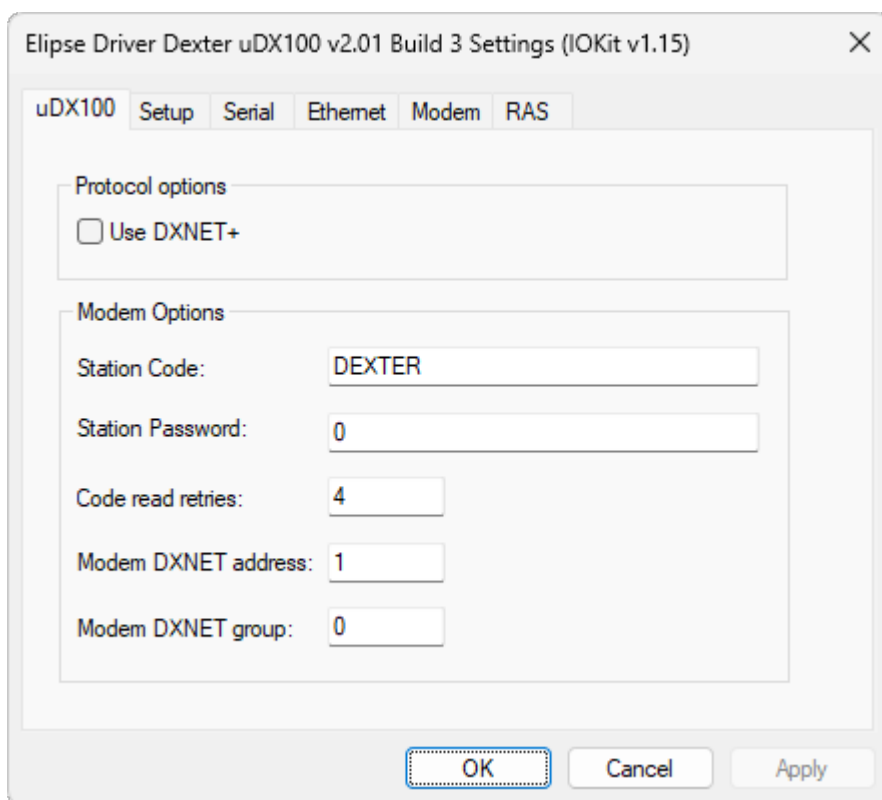 Elipse Driver Dexter uDX100 v2.01 Build 3 Settings (IOKit v1.15)
uDX100 Setup Serial Ethernet Modem RAS
Protocol options
Use DXNET+
Modem Options
Station Code: DEXTER
Station Password: 0
Code read retries: 4
Modem DXNET address: 1
Modem DXNET group: 0
OK Cancel Apply